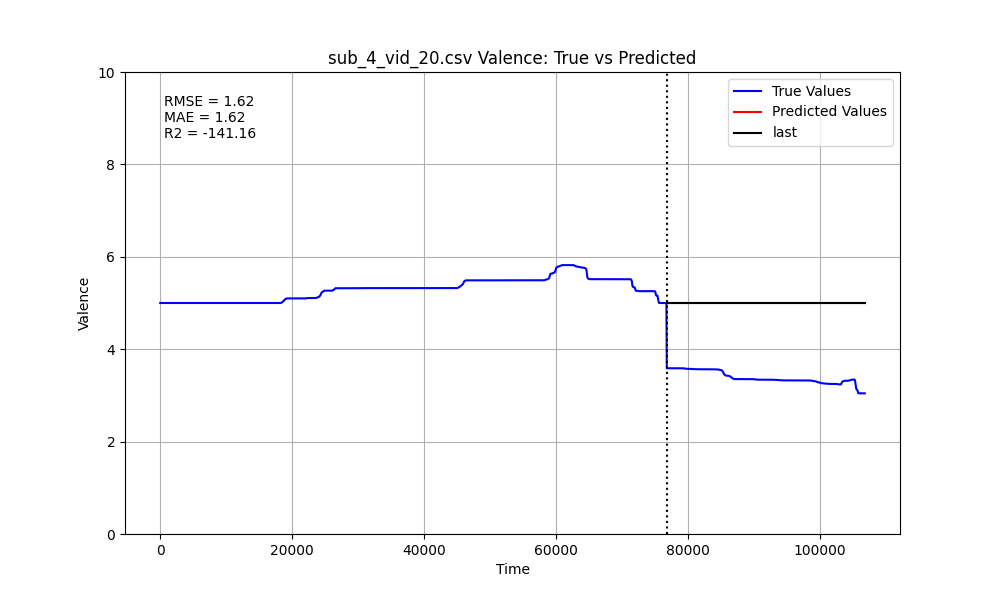 sub_4_vid_20.csv Valence: True vs Predicted
RMSE = 1.62
MAE = 1.62
R2 = -141.16
True Values
Predicted Values
last
Valence
10
8
6
4
2
0
0 20000 40000 60000 80000 100000
Time